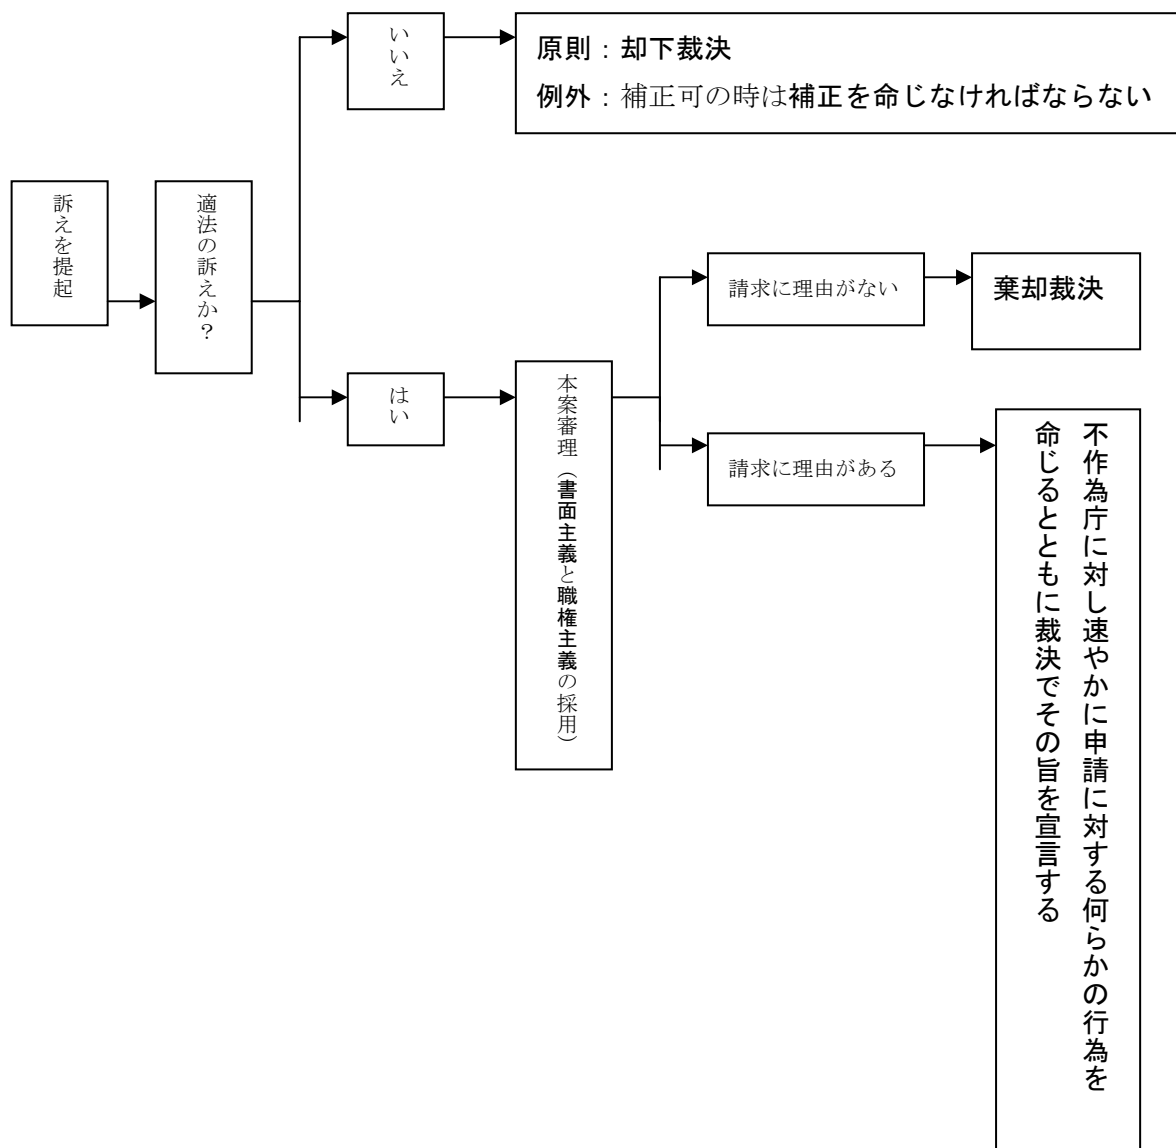 訴えを提起
適法の訴えか？
いいえ
原則：却下裁決
例外：補正可の時は補正を命じなければならない
はい
本案審理（書面主義と職権主義の採用）
請求に理由がない
棄却裁決
請求に理由がある
不作為庁に対し速やかに申請に対する何らかの行為を
命じるとともに裁決でその旨を宣言する